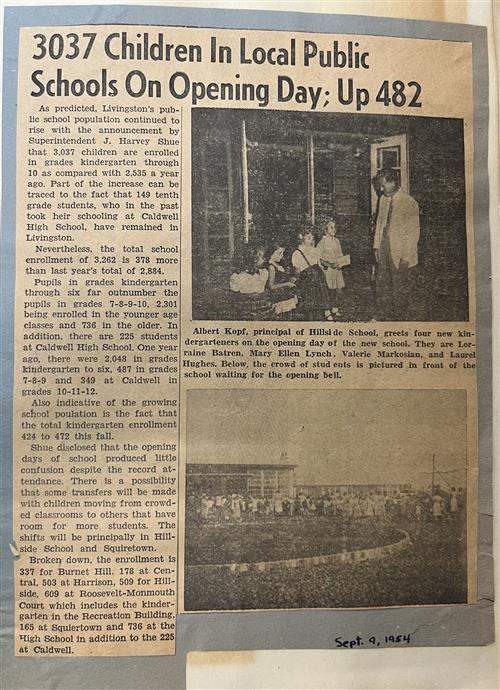 3037 Children In Local Public
Schools On Opening Day; Up 482
As predicted, Livingston's pub-
lic school population continued to
rise with the announcement by
Superintendent J. Harvey Shue
that 3,037 children are enrolled
in grades kindergarten through
10 as compared with 2,535 a year
ago. Part of the increase can be
traced to the fact that 149 tenth
grade students, who in the past
took heir schooling at Caldwell
High School, have remained in
Livingston.
Nevertheless, the total school
enrollment of 3,262 is 378 more
than last year's total of 2,884.
Pupils in grades kindergarten
through six far outnumber the
pupils in grades 7-8-9-10, 2,301
being enrolled in the younger age
classes and 736 in the older. In
addition, there are 225 students
at Caldwell High School. One year
ago, there were 2,048 in grades
kindergarten to six, 487 in grades
7-8-9 and 349 at Caldwell in
grades 10-11-12.
Also indicative of the growing
school poulation is the fact that
the total kindergarten enrollment
424 to 472 this fall.
Shue disclosed that the opening
days of school produced little
confusion despite the record at-
tendance. There is a possibility
that some transfers will be made
with children moving from crowd-
ed classrooms to others that have
room for more students. The
shifts will be principally in Hill-
side School and Squiretown.
Broken down, the enrollment is
337 for Burnet Hill, 178 at Cen-
tral, 503 at Harrison, 509 for Hill-
side, 609 at Roosevelt-Monmouth
Court which includes the kinder-
garten in the Recreation Building,
165 at Squiertown and 736 at the
High School in addition to the 225
at Caldwell.
Albert Kopf, principal of Hillside School, greets four new kin-
dergarteners on the opening day of the new school. They are Lor-
raine Batren, Mary Ellen Lynch, Valerie Markosian, and Laurel
Hughes. Below, the crowd of stud ents is pictured in front of the
school waiting for the opening bell.
Sept. 9, 1954